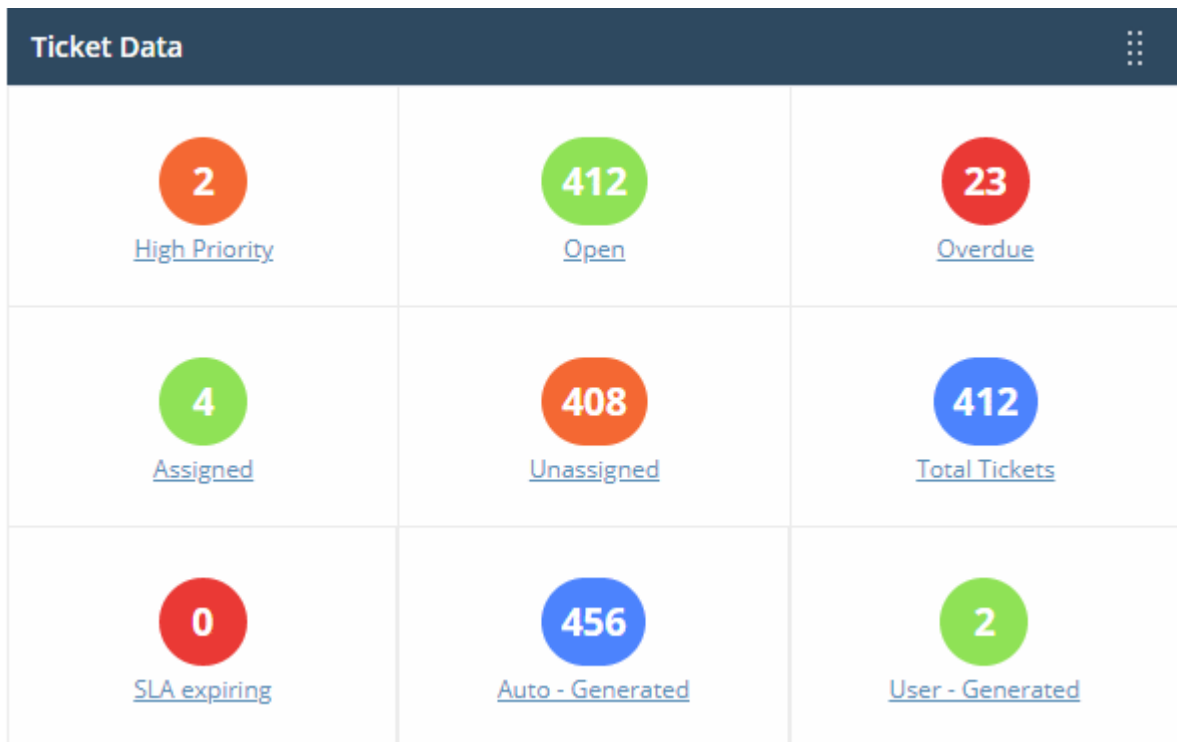 Ticket Data
2
High Priority
412
Open
23
Overdue
4
Assigned
408
Unassigned
412
Total Tickets
0
SLA expiring
456
Auto - Generated
2
User - Generated